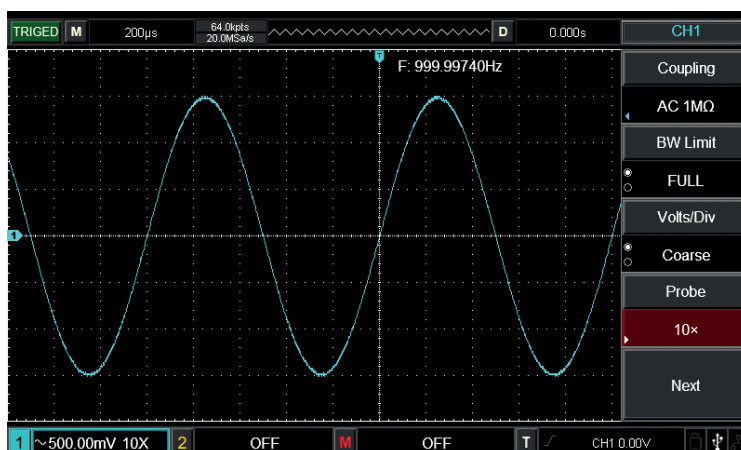 TRIGED M 200µs 64.0kpts D 0.000s CH1
20.0MSa/s
T
F: 999.99740Hz
Coupling
AC 1MΩ
BW Limit
FULL
Volts/Div
Coarse
Probe
10×
Next
1
1 ~500.00mV 10X 2 OFF M OFF T CH1 0.00V